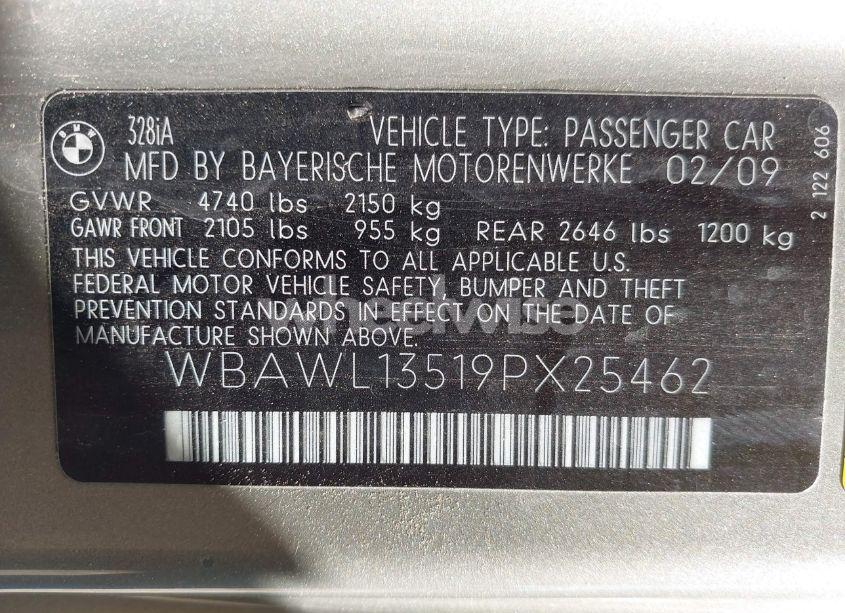 BMW
328iA VEHICLE TYPE: PASSENGER CAR
MFD BY BAYERISCHE MOTORENWERKE 02/09
GVWR 4740 lbs 2150 kg
GAWR FRONT 2105 lbs 955 kg REAR 2646 lbs 1200 kg
THIS VEHICLE CONFORMS TO ALL APPLICABLE U.S.
FEDERAL MOTOR VEHICLE SAFETY, BUMPER AND THEFT
PREVENTION STANDARDS IN EFFECT ON THE DATE OF
MANUFACTURE SHOWN ABOVE.
WBAWL13519PX25462
2 122 606
wheelwise